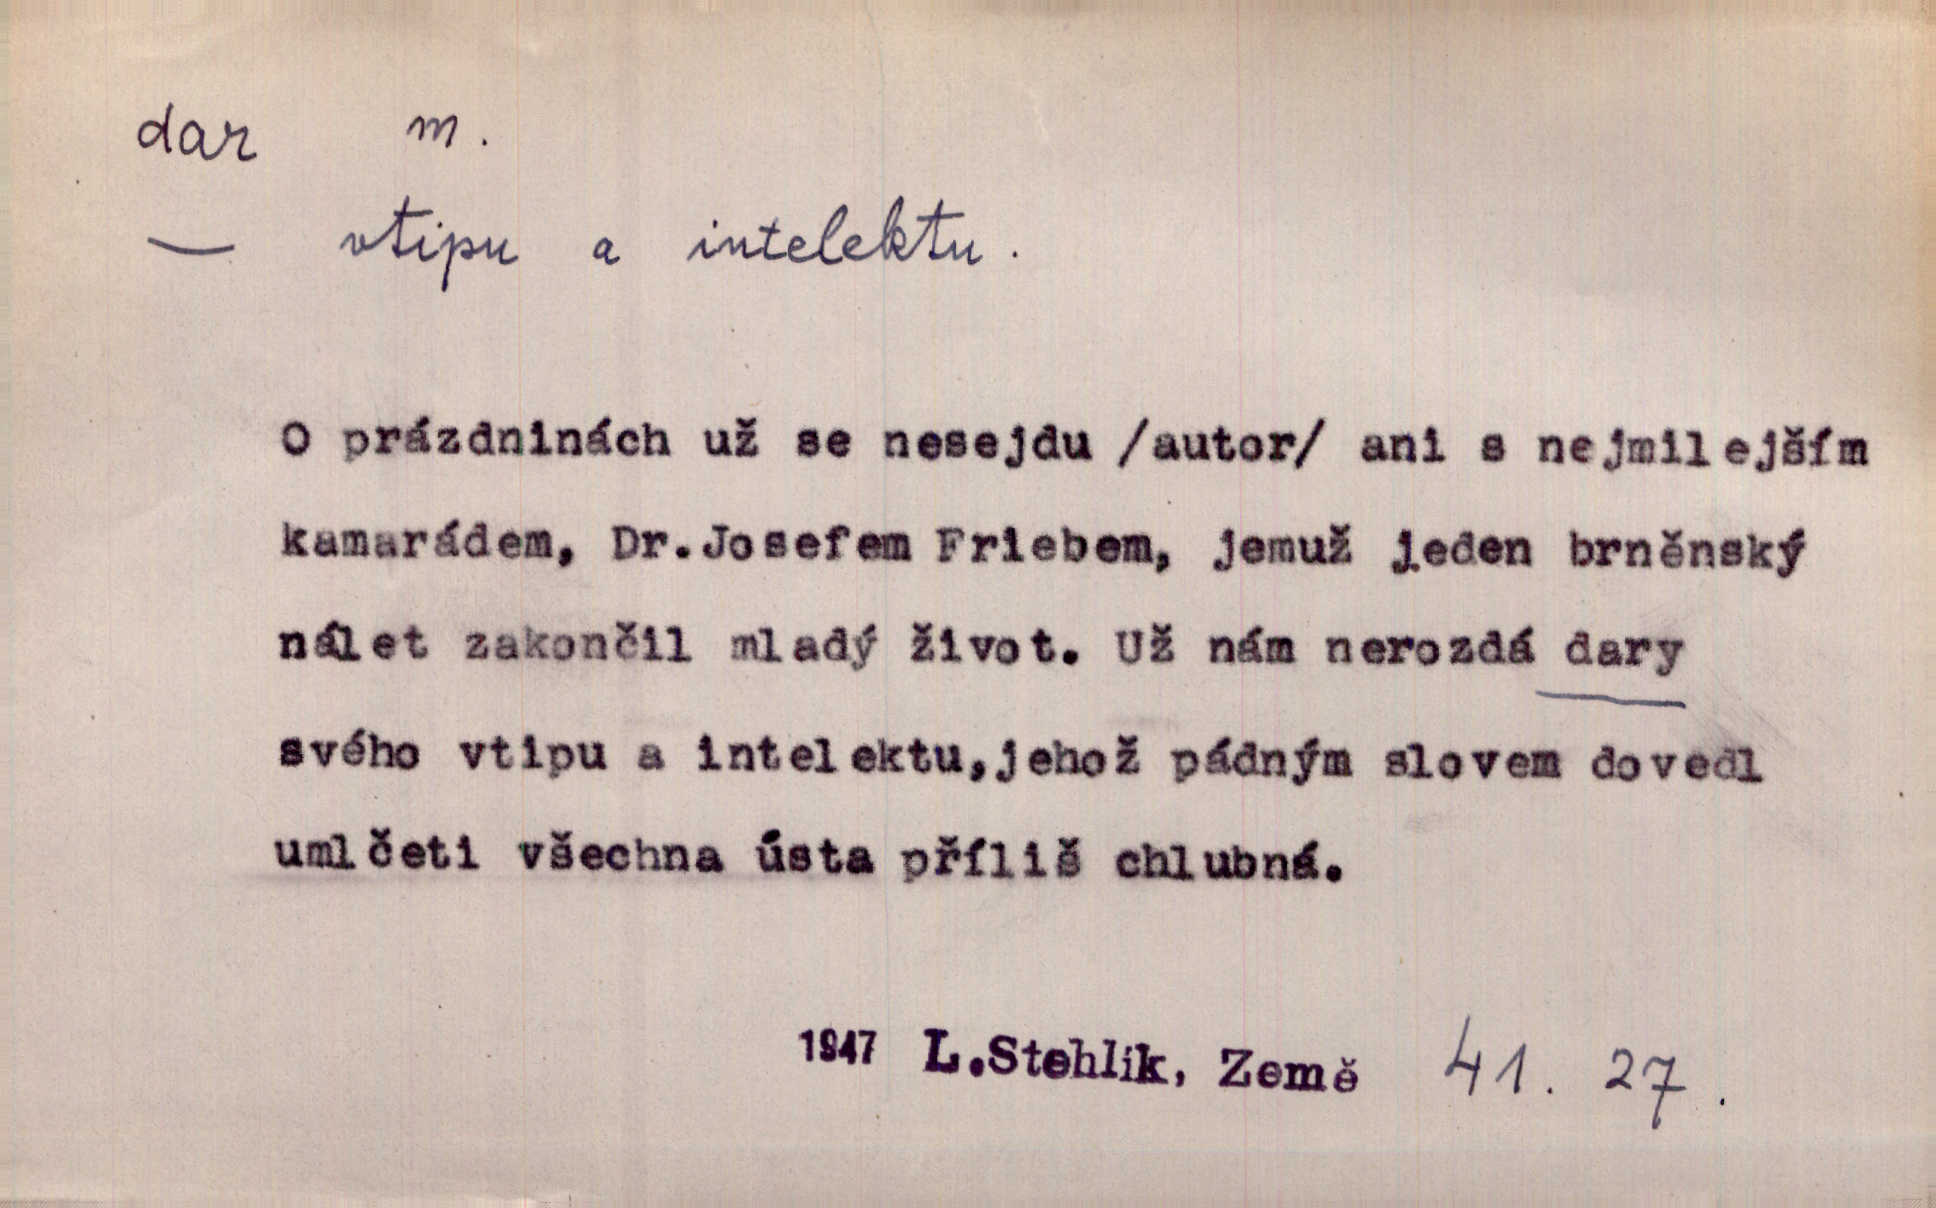 dar m.
— vtipu a intelektu.
O prázdninách už se nesejdu /autor/ ani s nejmilejším
kamarádem, Dr.Josefem Friebem, jemuž jeden brněnský
nálet zakončil mladý život. Už nám nerozdá dary
svého vtipu a intelektu,jehož pádným slovem dovedl
umlčeti všechna ústa příliš chlubná.
1947 L.Stehlík, Země 41. 27.